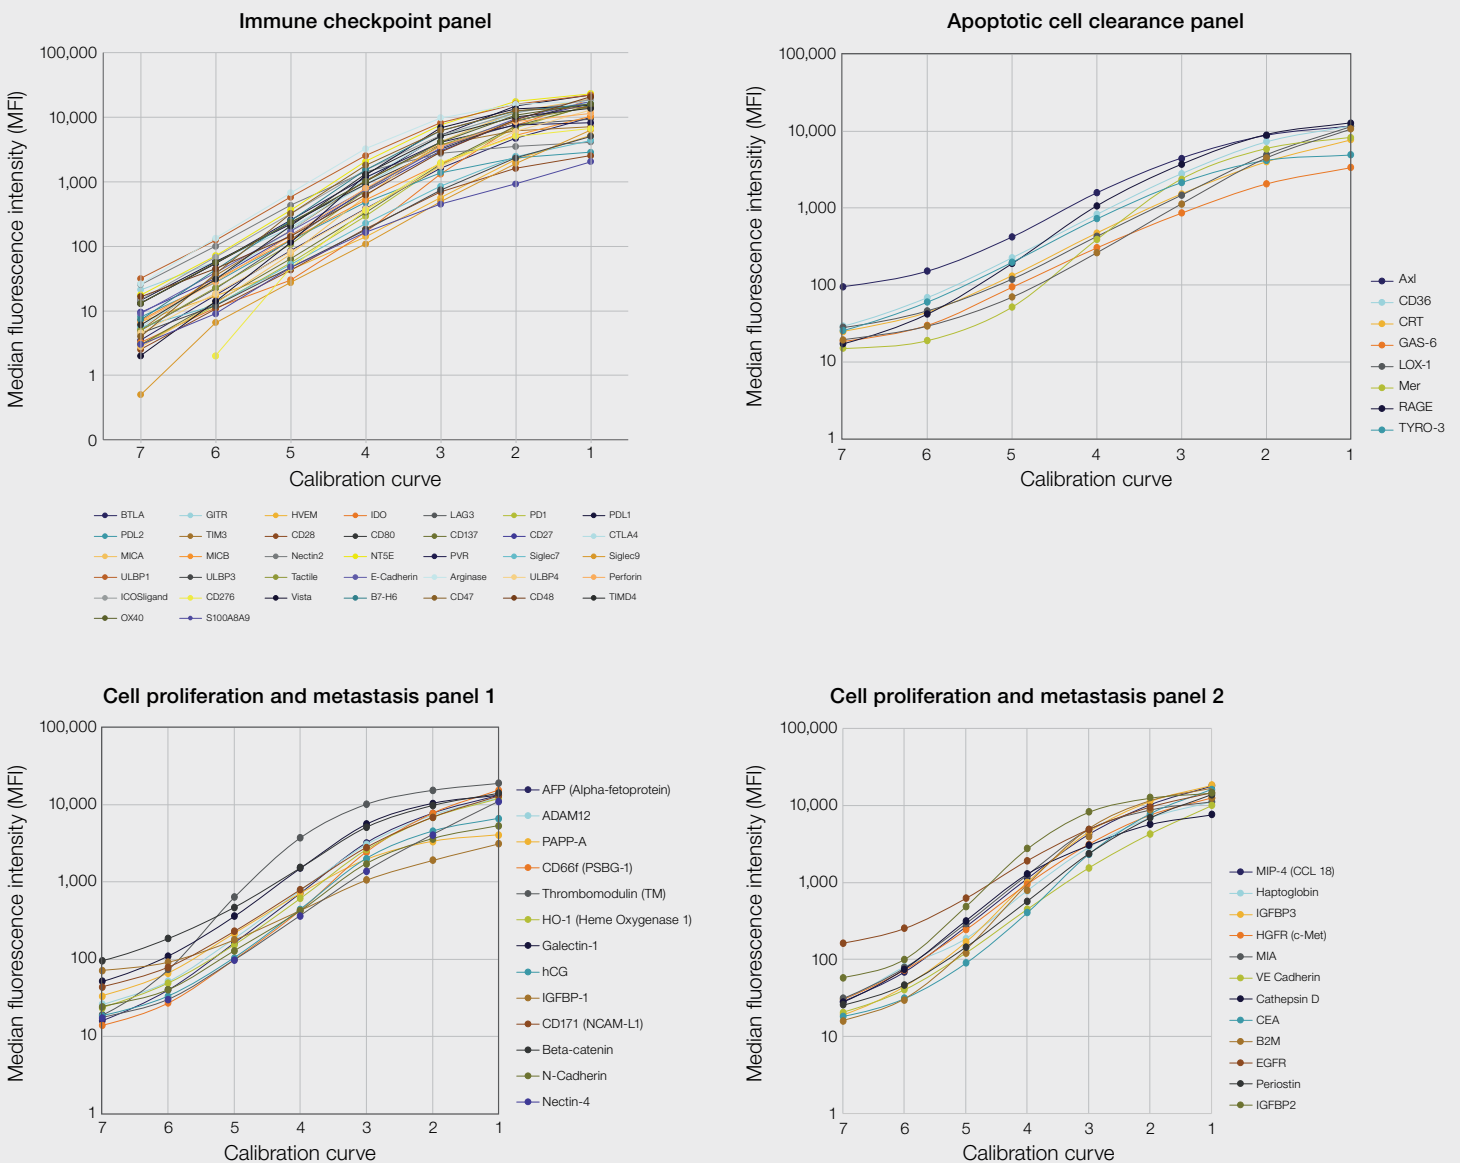 Immune checkpoint panel
Median fluorescence intensity (MFI)
100,000
10,000
1,000
100
10
1
0
7 6 5 4 3 2 1
Calibration curve
BTLA GITR HVEM IDO LAG3 PD1 PDL1
PDL2 TIM3 CD28 CD80 CD137 CD27 CTLA4
MICA MICB Nectin2 NT5E PVR Siglec7 Siglec9
ULBP1 ULBP3 Tactile E-Cadherin Arginase ULBP4 Perforin
ICOSligand CD276 Vista B7-H6 CD47 CD48 TIMD4
OX40 S100A8A9
Apoptotic cell clearance panel
Median fluorescence intensitiy (MFI)
100,000
10,000
1,000
100
10
1
7 6 5 4 3 2 1
Calibration curve
Axl
CD36
CRT
GAS-6
LOX-1
Mer
RAGE
TYRO-3
Cell proliferation and metastasis panel 1
Median fluorescence intensity (MFI)
100,000
10,000
1,000
100
10
1
7 6 5 4 3 2 1
Calibration curve
AFP (Alpha-fetoprotein)
ADAM12
PAPP-A
CD66f (PSBG-1)
Thrombomodulin (TM)
HO-1 (Heme Oxygenase 1)
Galectin-1
hCG
IGFBP-1
CD171 (NCAM-L1)
Beta-catenin
N-Cadherin
Nectin-4
Cell proliferation and metastasis panel 2
Median fluorescence intensity (MFI)
100,000
10,000
1,000
100
10
1
7 6 5 4 3 2 1
Calibration curve
MIP-4 (CCL 18)
Haptoglobin
IGFBP3
HGFR (c-Met)
MIA
VE Cadherin
Cathepsin D
CEA
B2M
EGFR
Periostin
IGFBP2